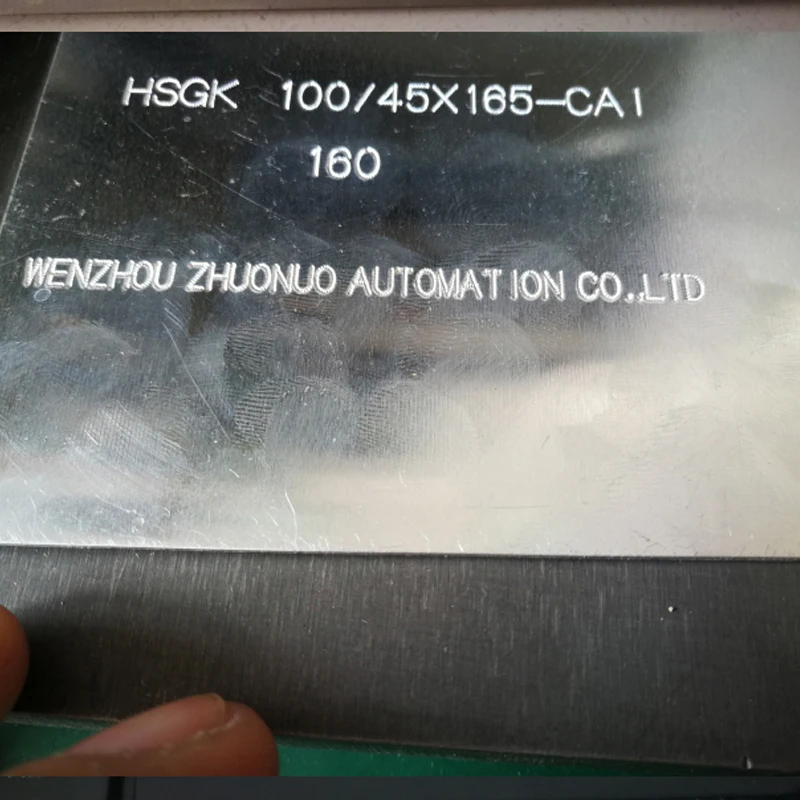 HSGK 100/45X165-CA1
160
WENZHOU ZHUONUO AUTOMATION CO.,LTD